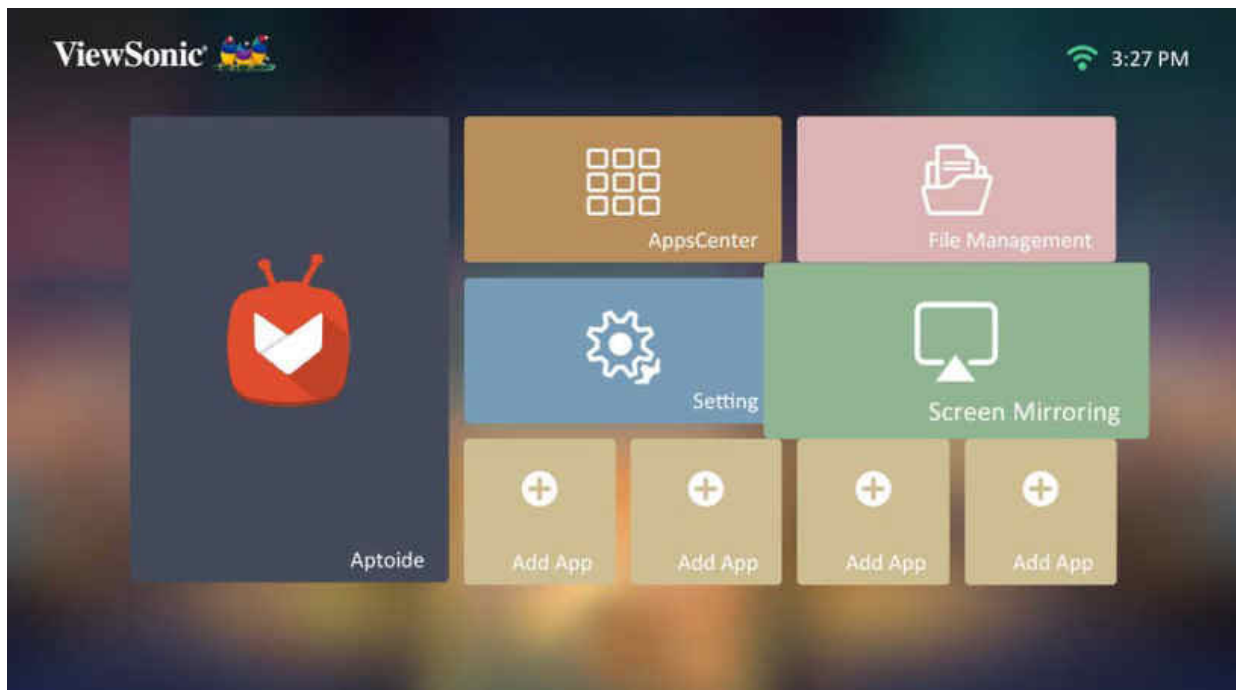 ViewSonic
3:27 PM
AppsCenter
File Management
Setting
Screen Mirroring
Aptoide
Add App
Add App
Add App
Add App